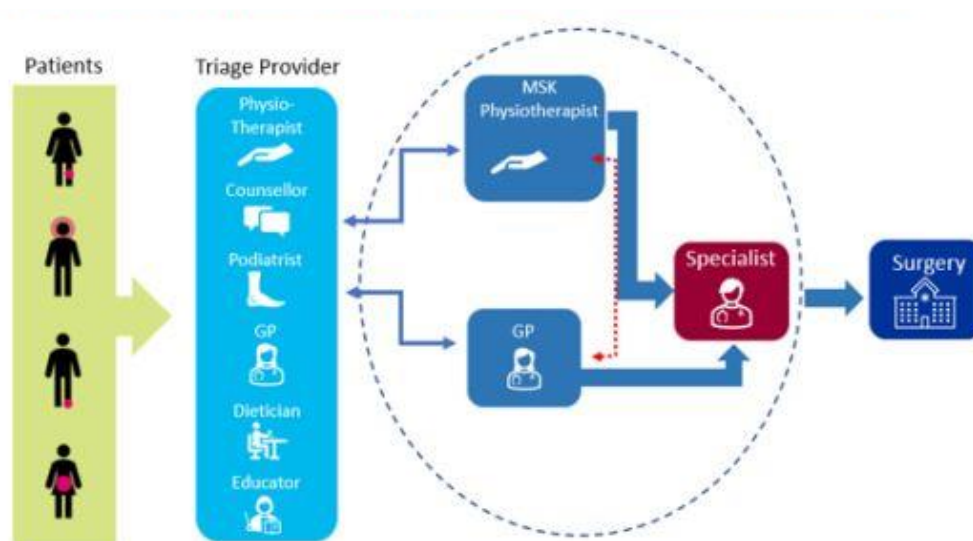 Patients
Triage Provider
Physio-
Therapist
Counsellor
Podiatrist
GP
Dietician
Educator
MSK
Physiotherapist
GP
Specialist
Surgery